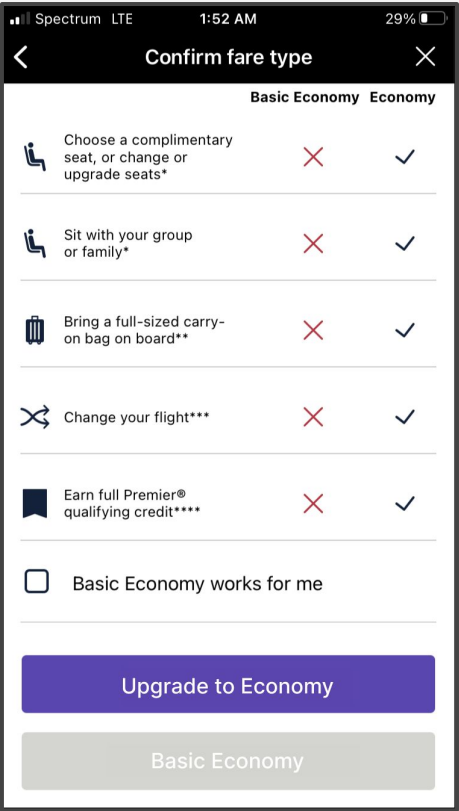 Spectrum LTE 1:52 AM 29%
Confirm fare type
Basic Economy Economy
Choose a complimentary
seat, or change or
upgrade seats*
Sit with your group
or family*
Bring a full-sized carry-
on bag on board**
Change your flight***
Earn full Premier®
qualifying credit****
Basic Economy works for me
Upgrade to Economy
Basic Economy